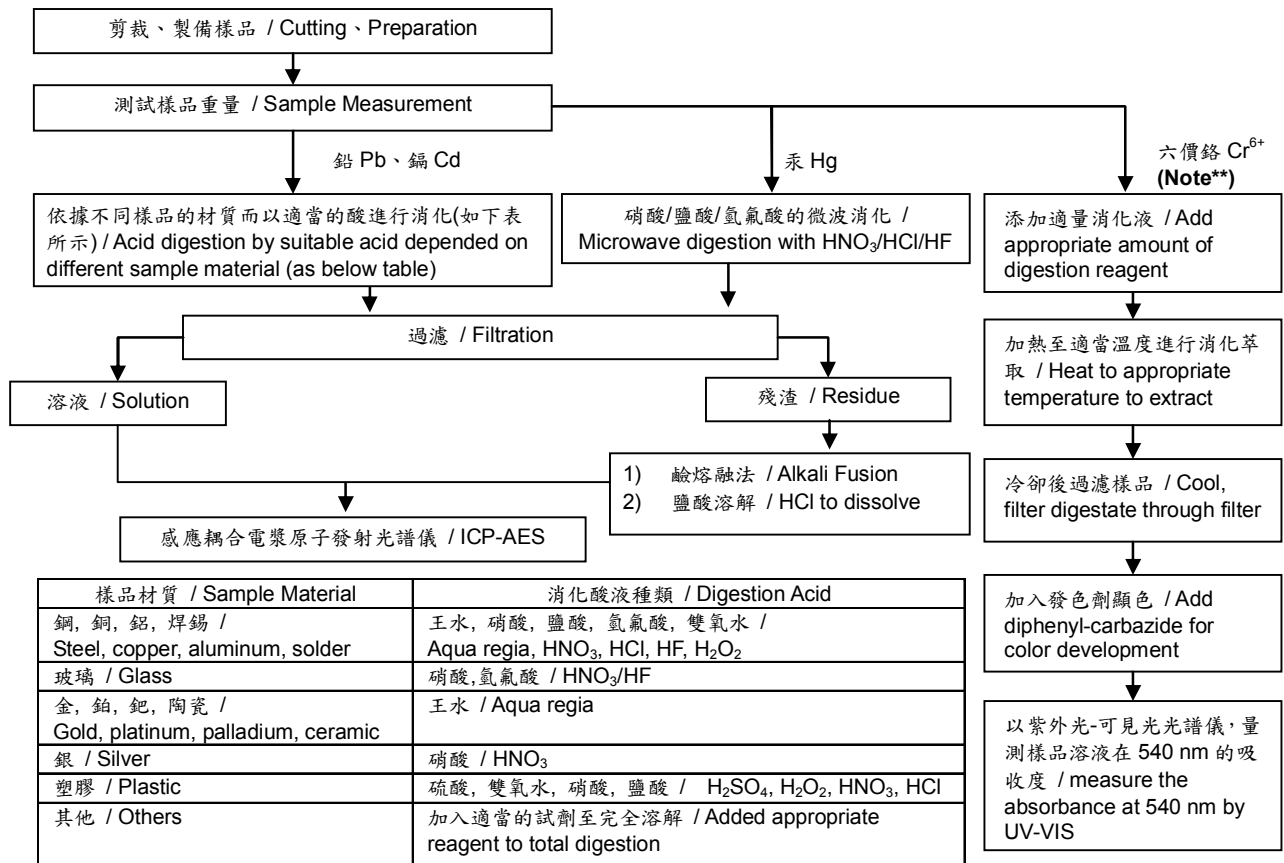 剪裁、製備樣品 / Cutting、Preparation
測試樣品重量 / Sample Measurement
鉛 Pb、鎘 Cd
汞 Hg
六價鉻 Cr⁶⁺
(Note**)
依據不同樣品的材質而以適當的酸進行消化(如下表
所示) / Acid digestion by suitable acid depended on
different sample material (as below table)
硝酸/鹽酸/氫氟酸的微波消化 /
Microwave digestion with HNO₃/HCl/HF
添加適量消化液 / Add
appropriate amount of
digestion reagent
過濾 / Filtration
加熱至適當溫度進行消化萃
取 / Heat to appropriate
temperature to extract
溶液 / Solution
殘渣 / Residue
1) 鹼熔融法 / Alkali Fusion
2) 鹽酸溶解 / HCl to dissolve
冷卻後過濾樣品 / Cool,
filter digestate through filter
感應耦合電漿原子發射光譜儀 / ICP-AES
加入發色劑顯色 / Add
diphenyl-carbazide for
color development
以紫外光-可見光光譜儀，量
測樣品溶液在 540 nm 的吸
收度 / measure the
absorbance at 540 nm by
UV-VIS
樣品材質 / Sample Material
消化酸液種類 / Digestion Acid
鋼, 銅, 鋁, 焊錫 /
Steel, copper, aluminum, solder
王水, 硝酸, 鹽酸, 氫氟酸, 雙氧水 /
Aqua regia, HNO₃, HCl, HF, H₂O₂
玻璃 / Glass
硝酸,氫氟酸 / HNO₃/HF
金, 鉑, 鈀, 陶瓷 /
Gold, platinum, palladium, ceramic
王水 / Aqua regia
銀 / Silver
硝酸 / HNO₃
塑膠 / Plastic
硫酸, 雙氧水, 硝酸, 鹽酸 / H₂SO₄, H₂O₂, HNO₃, HCl
其他 / Others
加入適當的試劑至完全溶解 / Added appropriate
reagent to total digestion